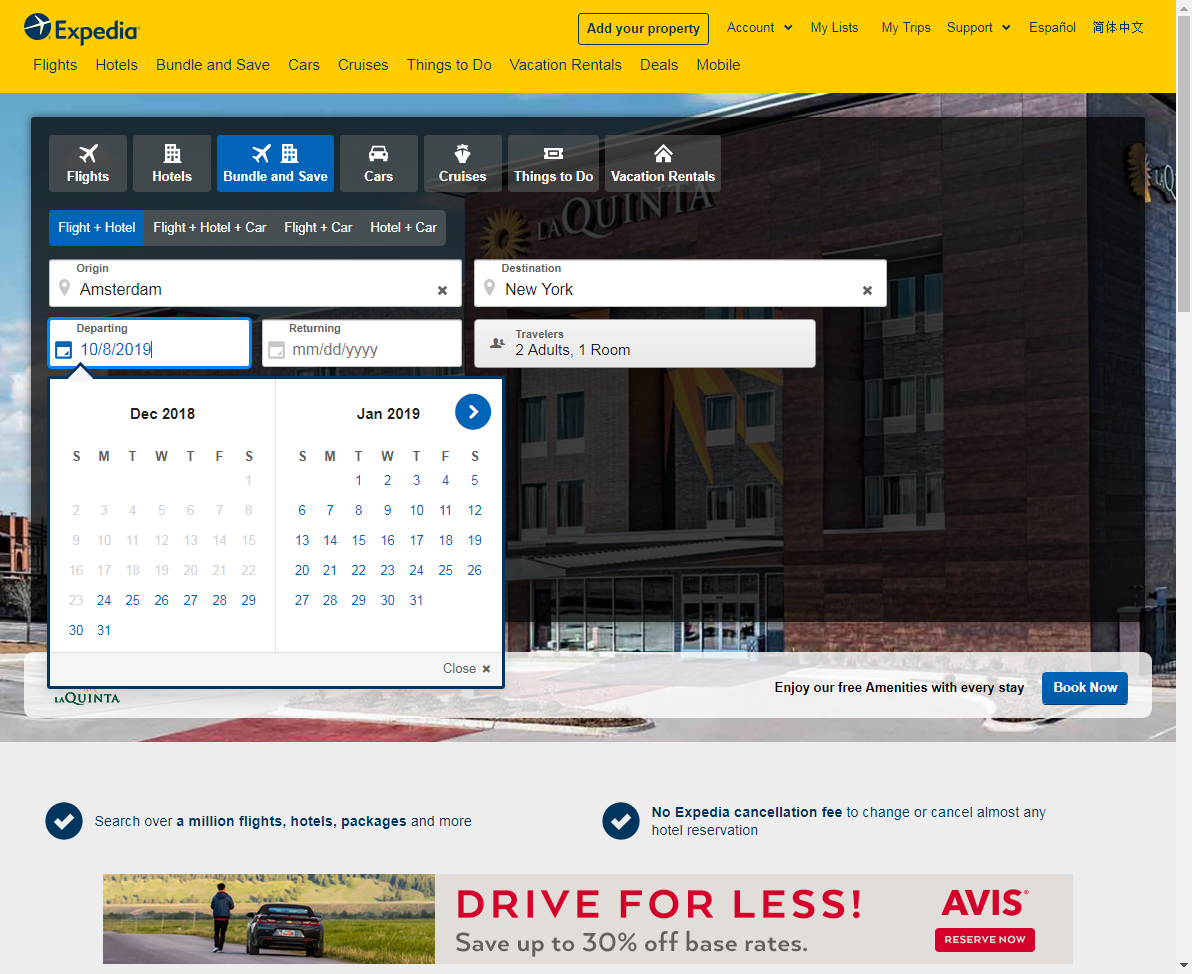 Expedia
Add your property
Account
My Lists
My Trips
Support
Español
简体中文
Flights
Hotels
Bundle and Save
Cars
Cruises
Things to Do
Vacation Rentals
Deals
Mobile
Flights
Hotels
Bundle and Save
Cars
Cruises
Things to Do
Vacation Rentals
LAQUINTA
Flight + Hotel
Flight + Hotel + Car
Flight + Car
Hotel + Car
Origin
Amsterdam
Destination
New York
Departing
10/8/2019
Returning
mm/dd/yyyy
Travelers
2 Adults, 1 Room
Dec 2018
S M T W T F S
1
2 3 4 5 6 7 8
9 10 11 12 13 14 15
16 17 18 19 20 21 22
23 24 25 26 27 28 29
30 31
Jan 2019
S M T W T F S
1 2 3 4 5
6 7 8 9 10 11 12
13 14 15 16 17 18 19
20 21 22 23 24 25 26
27 28 29 30 31
Close
LAQUINTA
Enjoy our free Amenities with every stay
Book Now
Search over a million flights, hotels, packages and more
No Expedia cancellation fee to change or cancel almost any
hotel reservation
DRIVE FOR LESS!
Save up to 30% off base rates.
AVIS
RESERVE NOW